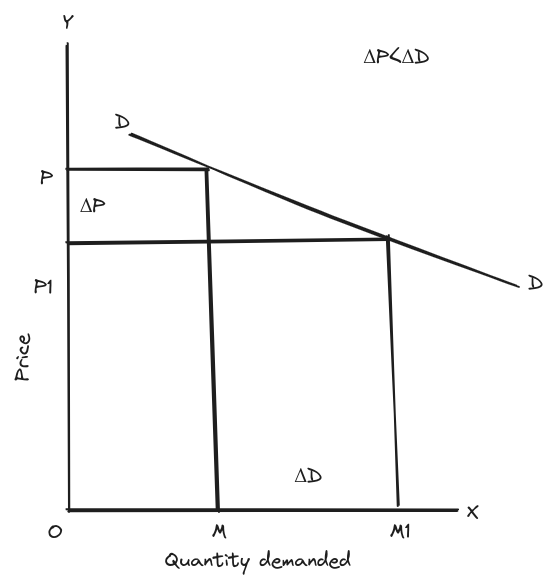 Y
ΔP<ΔD
D
P
ΔP
D
P1
Price
ΔD
X
O
M
M1
Quantity demanded